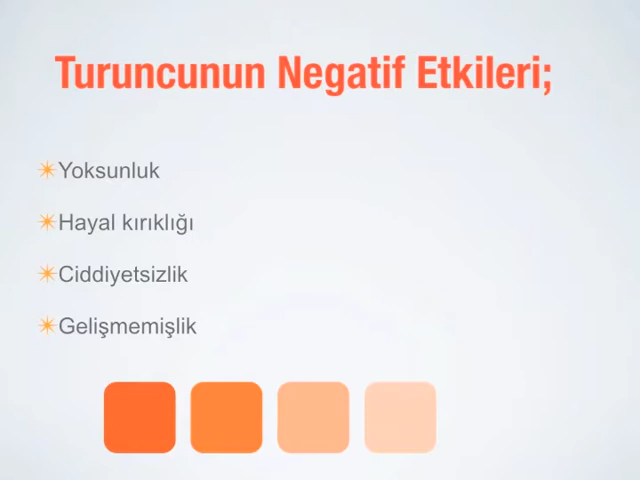 Turuncunun Negatif Etkileri;
Yoksunluk
Hayal kırıklığı
Ciddiyetsizlik
Gelişmemişlik